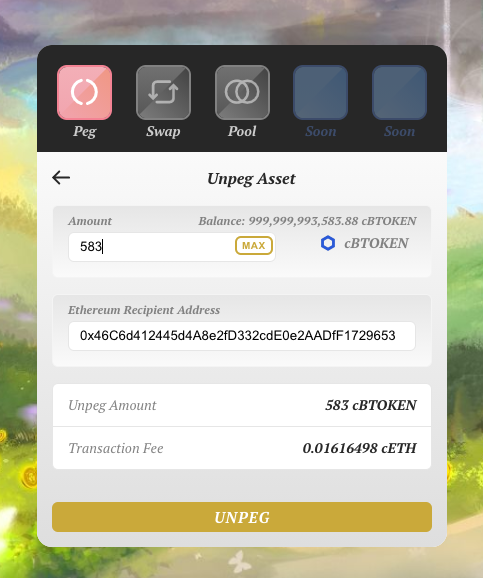 Peg Swap Pool Soon Soon
Unpeg Asset
Amount Balance: 999,999,993,583.88 cBTOKEN
583 MAX cBTOKEN
Ethereum Recipient Address
0x46C6d412445d4A8e2fD332cdE0e2AADfF1729653
Unpeg Amount 583 cBTOKEN
Transaction Fee 0.01616498 cETH
UNPEG